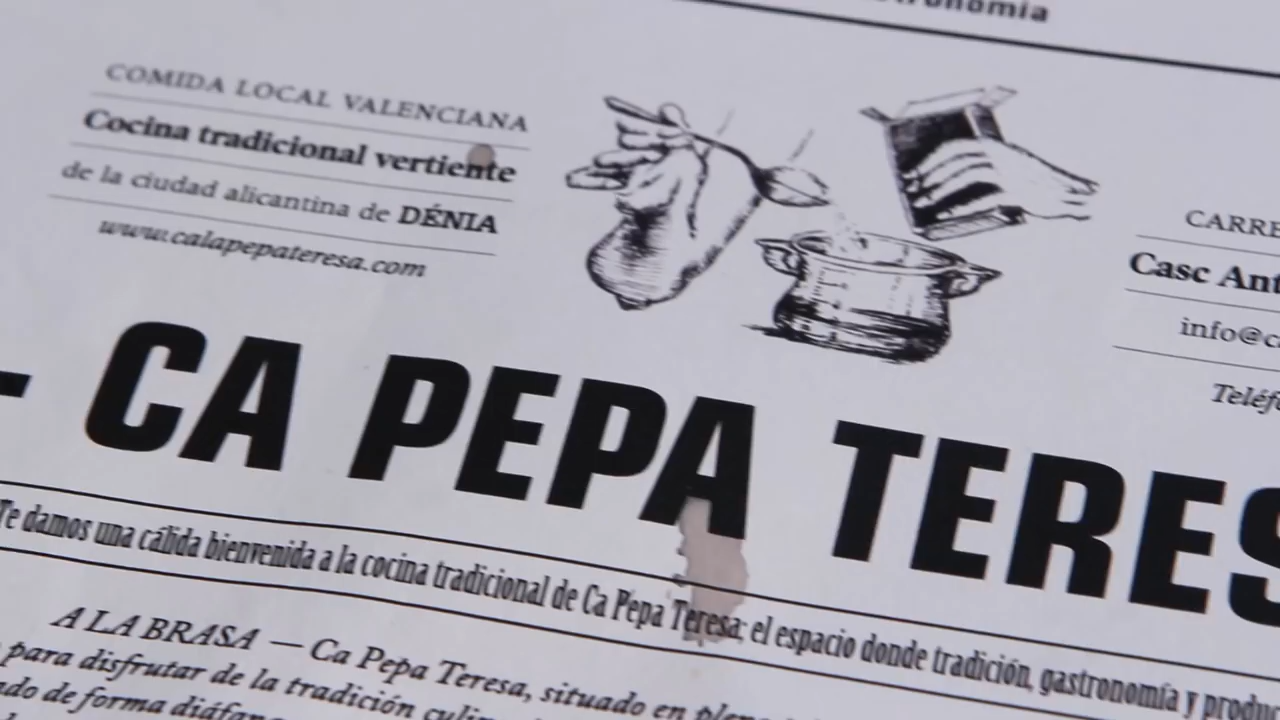 COMIDA LOCAL VALENCIANA
Cocina tradicional vertiente
de la ciudad alicantina de DÉNIA
www.calapepateresa.com
CARRE
Casc Ant
info@c
Teléf
- CA PEPA TERES
Te damos una cálida bienvenida a la cocina tradicional de Ca Pepa Teresa; el espacio donde tradición, gastronomía y produc
A LA BRASA — Ca Pepa Teresa, situado en
para disfrutar de la tradición
de forma